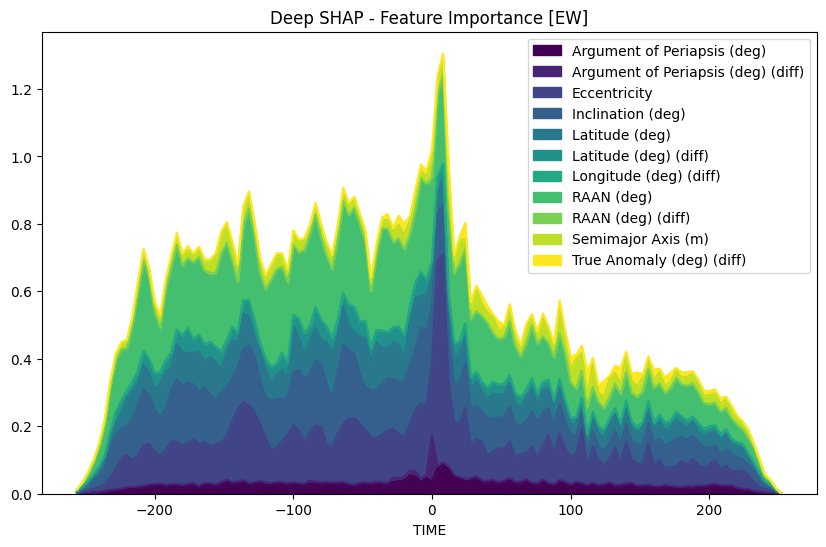 Deep SHAP - Feature Importance [EW]
Argument of Periapsis (deg)
Argument of Periapsis (deg) (diff)
Eccentricity
Inclination (deg)
Latitude (deg)
Latitude (deg) (diff)
Longitude (deg) (diff)
RAAN (deg)
RAAN (deg) (diff)
Semimajor Axis (m)
True Anomaly (deg) (diff)
1.2
1.0
0.8
0.6
0.4
0.2
0.0
−200 −100 0 100 200
TIME